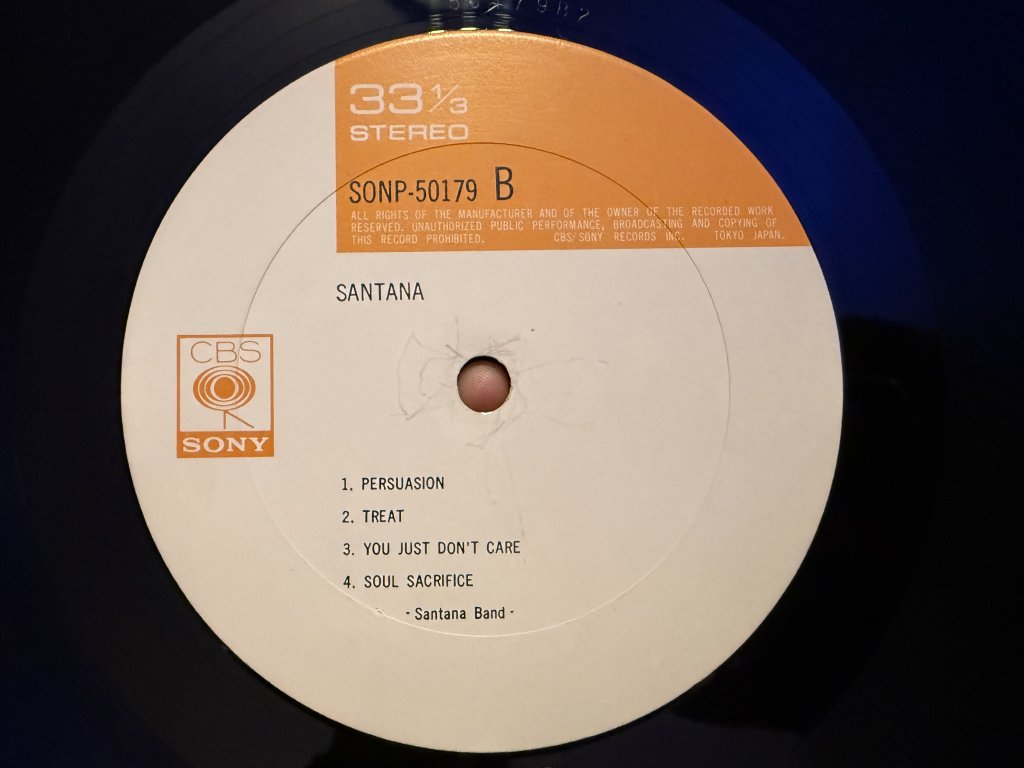 33 1/3
STEREO
SONP-50179 B
ALL RIGHTS OF THE MANUFACTURER AND OF THE OWNER OF THE RECORDED WORK
RESERVED. UNAUTHORIZED PUBLIC PERFORMANCE, BROADCASTING AND COPYING OF
THIS RECORD PROHIBITED. CBS/SONY RECORDS INC. TOKYO JAPAN.
SANTANA
CBS
SONY
1. PERSUASION
2. TREAT
3. YOU JUST DON'T CARE
4. SOUL SACRIFICE
- Santana Band -